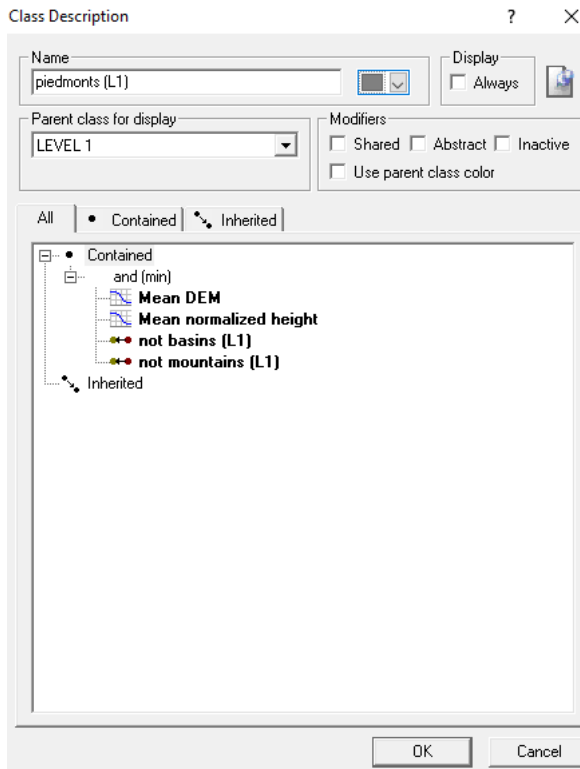 Class Description
?
Name
Display
piedmonts (L1)
Always
Parent class for display
Modifiers
LEVEL 1
Shared
Abstract
Inactive
Use parent class color
All
Contained
Inherited
Contained
and (min)
Mean DEM
Mean normalized height
not basins (L1)
not mountains (L1)
Inherited
OK
Cancel